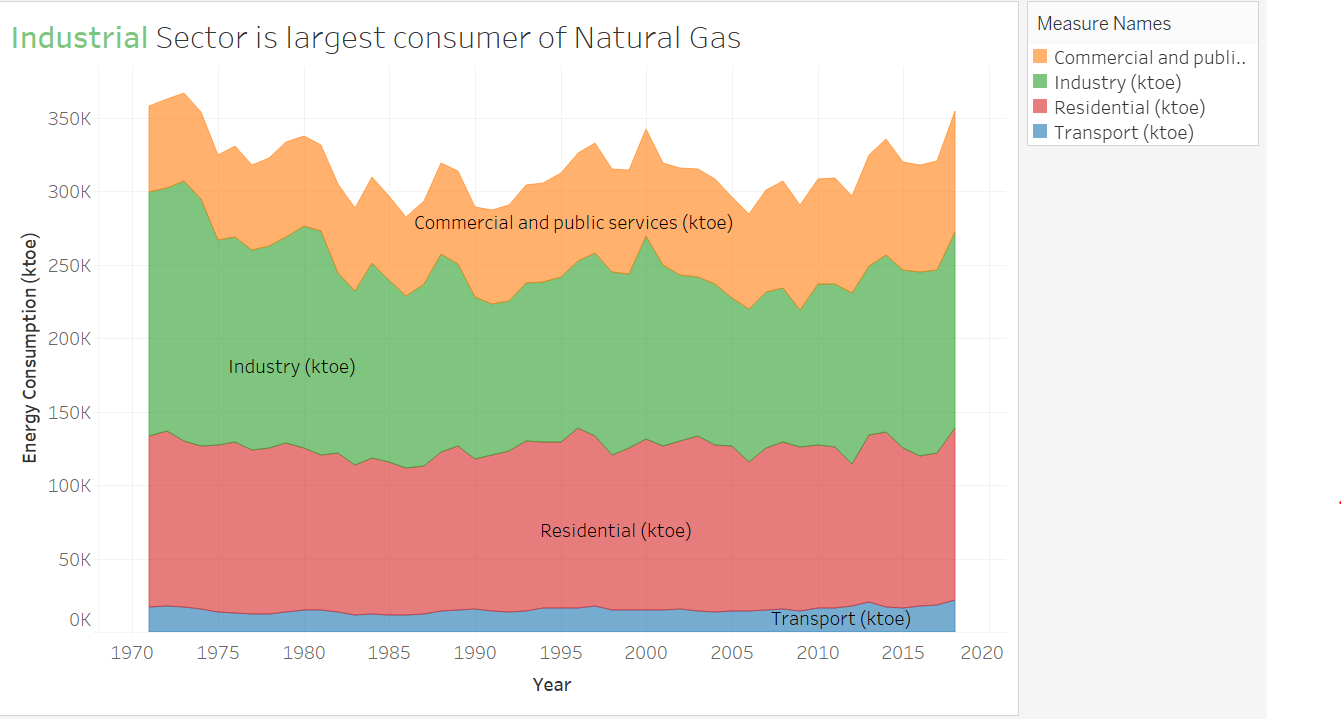 Industrial Sector is largest consumer of Natural Gas
Measure Names
Commercial and publi..
Industry (ktoe)
Residential (ktoe)
Transport (ktoe)
Energy Consumption (ktoe)
350K
300K
250K
200K
150K
100K
50K
0K
Commercial and public services (ktoe)
Industry (ktoe)
Residential (ktoe)
Transport (ktoe)
1970 1975 1980 1985 1990 1995 2000 2005 2010 2015 2020
Year